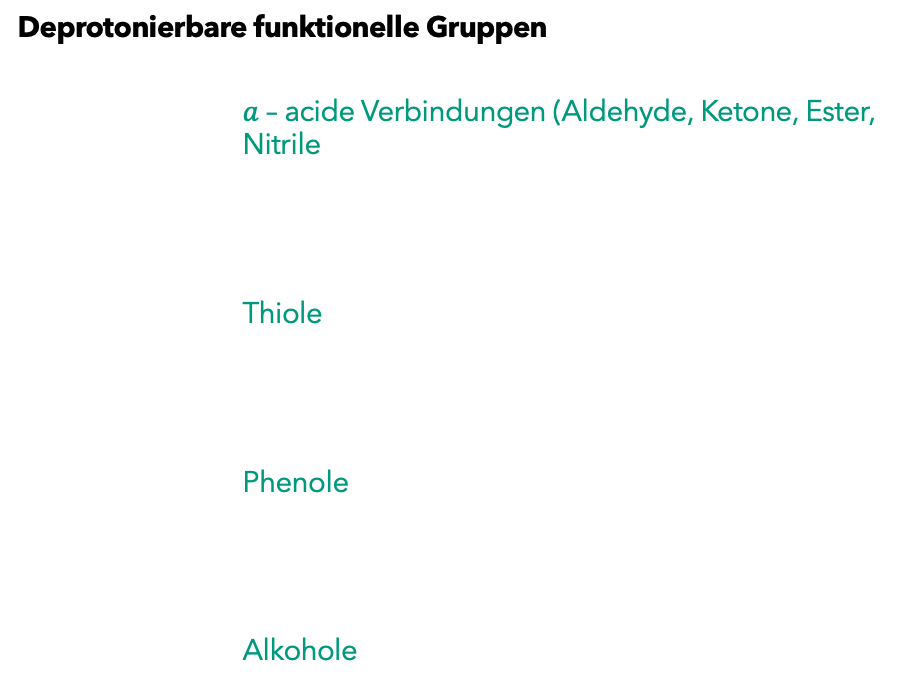 Deprotonierbare funktionelle Gruppen
α – acide Verbindungen (Aldehyde, Ketone, Ester,
Nitrile
Thiole
Phenole
Alkohole